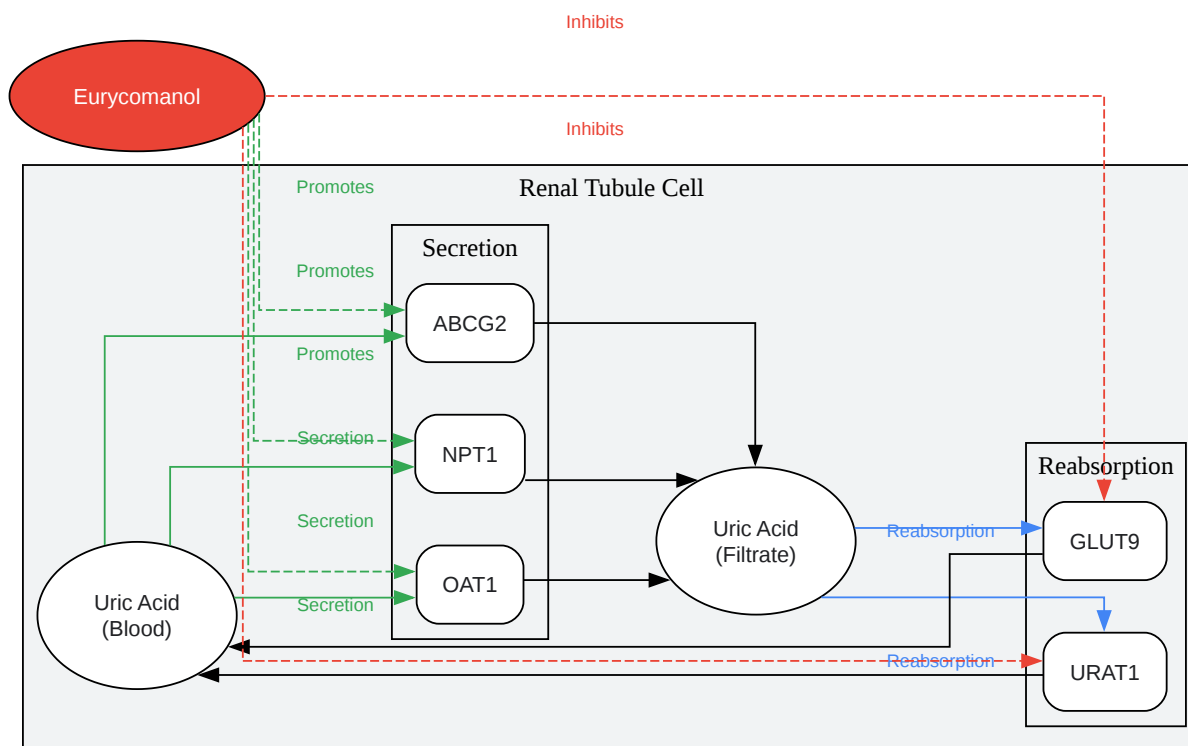 Inhibits
Eurycomanol
Inhibits
Promotes
Renal Tubule Cell
Secretion
Promotes
ABCG2
Promotes
Secretion
NPT1
Reabsorption
Secretion
Uric Acid
(Filtrate)
Reabsorption
GLUT9
OAT1
Secretion
Uric Acid
(Blood)
Reabsorption
URAT1